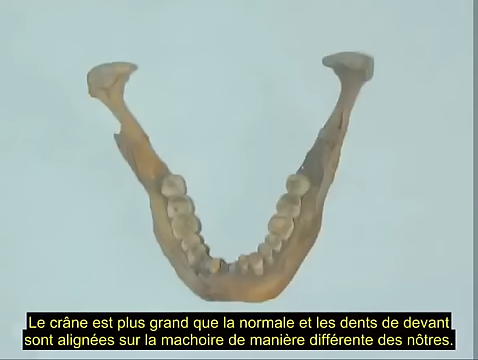 Le crâne est plus grand que la normale et les dents de devant
sont alignées sur la machoire de manière différente des nôtres.